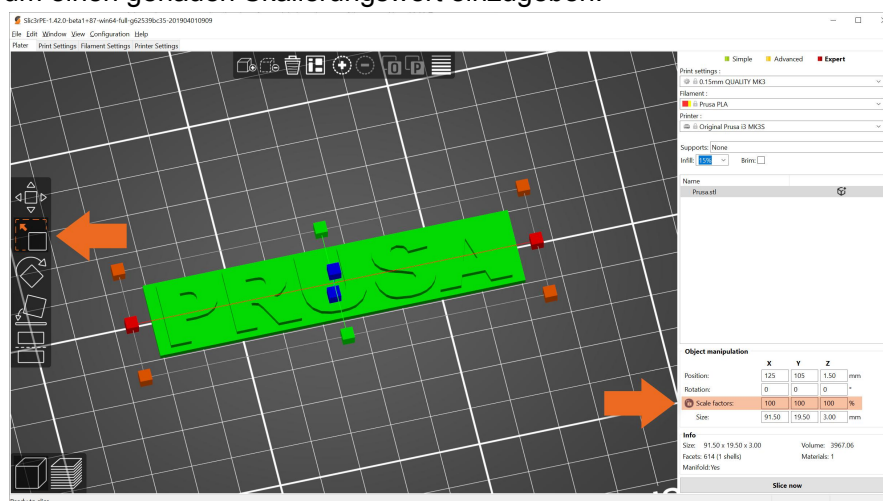 um einen genauen Skalierungswert einzugeben.
Slic3rPE-1.42.0-beta1+87-win64-full-g62539bc35-201904010909
File Edit Window View Configuration Help
Plater Print Settings Filament Settings Printer Settings
Simple Advanced Expert
Print settings :
0.15mm QUALITY MK3
Filament :
Prusa PLA
Printer :
Original Prusa i3 MK3S
Supports: None
Infill: 15% Brim:
Name
Prusa.stl
PRUSA
Object manipulation
X Y Z
Position: 125 105 1.50 mm
Rotation: 0 0 0 °
Scale factors: 100 100 100 %
Size: 91.50 19.50 3.00 mm
Info
Size: 91.50 x 19.50 x 3.00 Volume: 3967.06
Facets: 614 (1 shells) Materials: 1
Manifold: Yes
Slice now